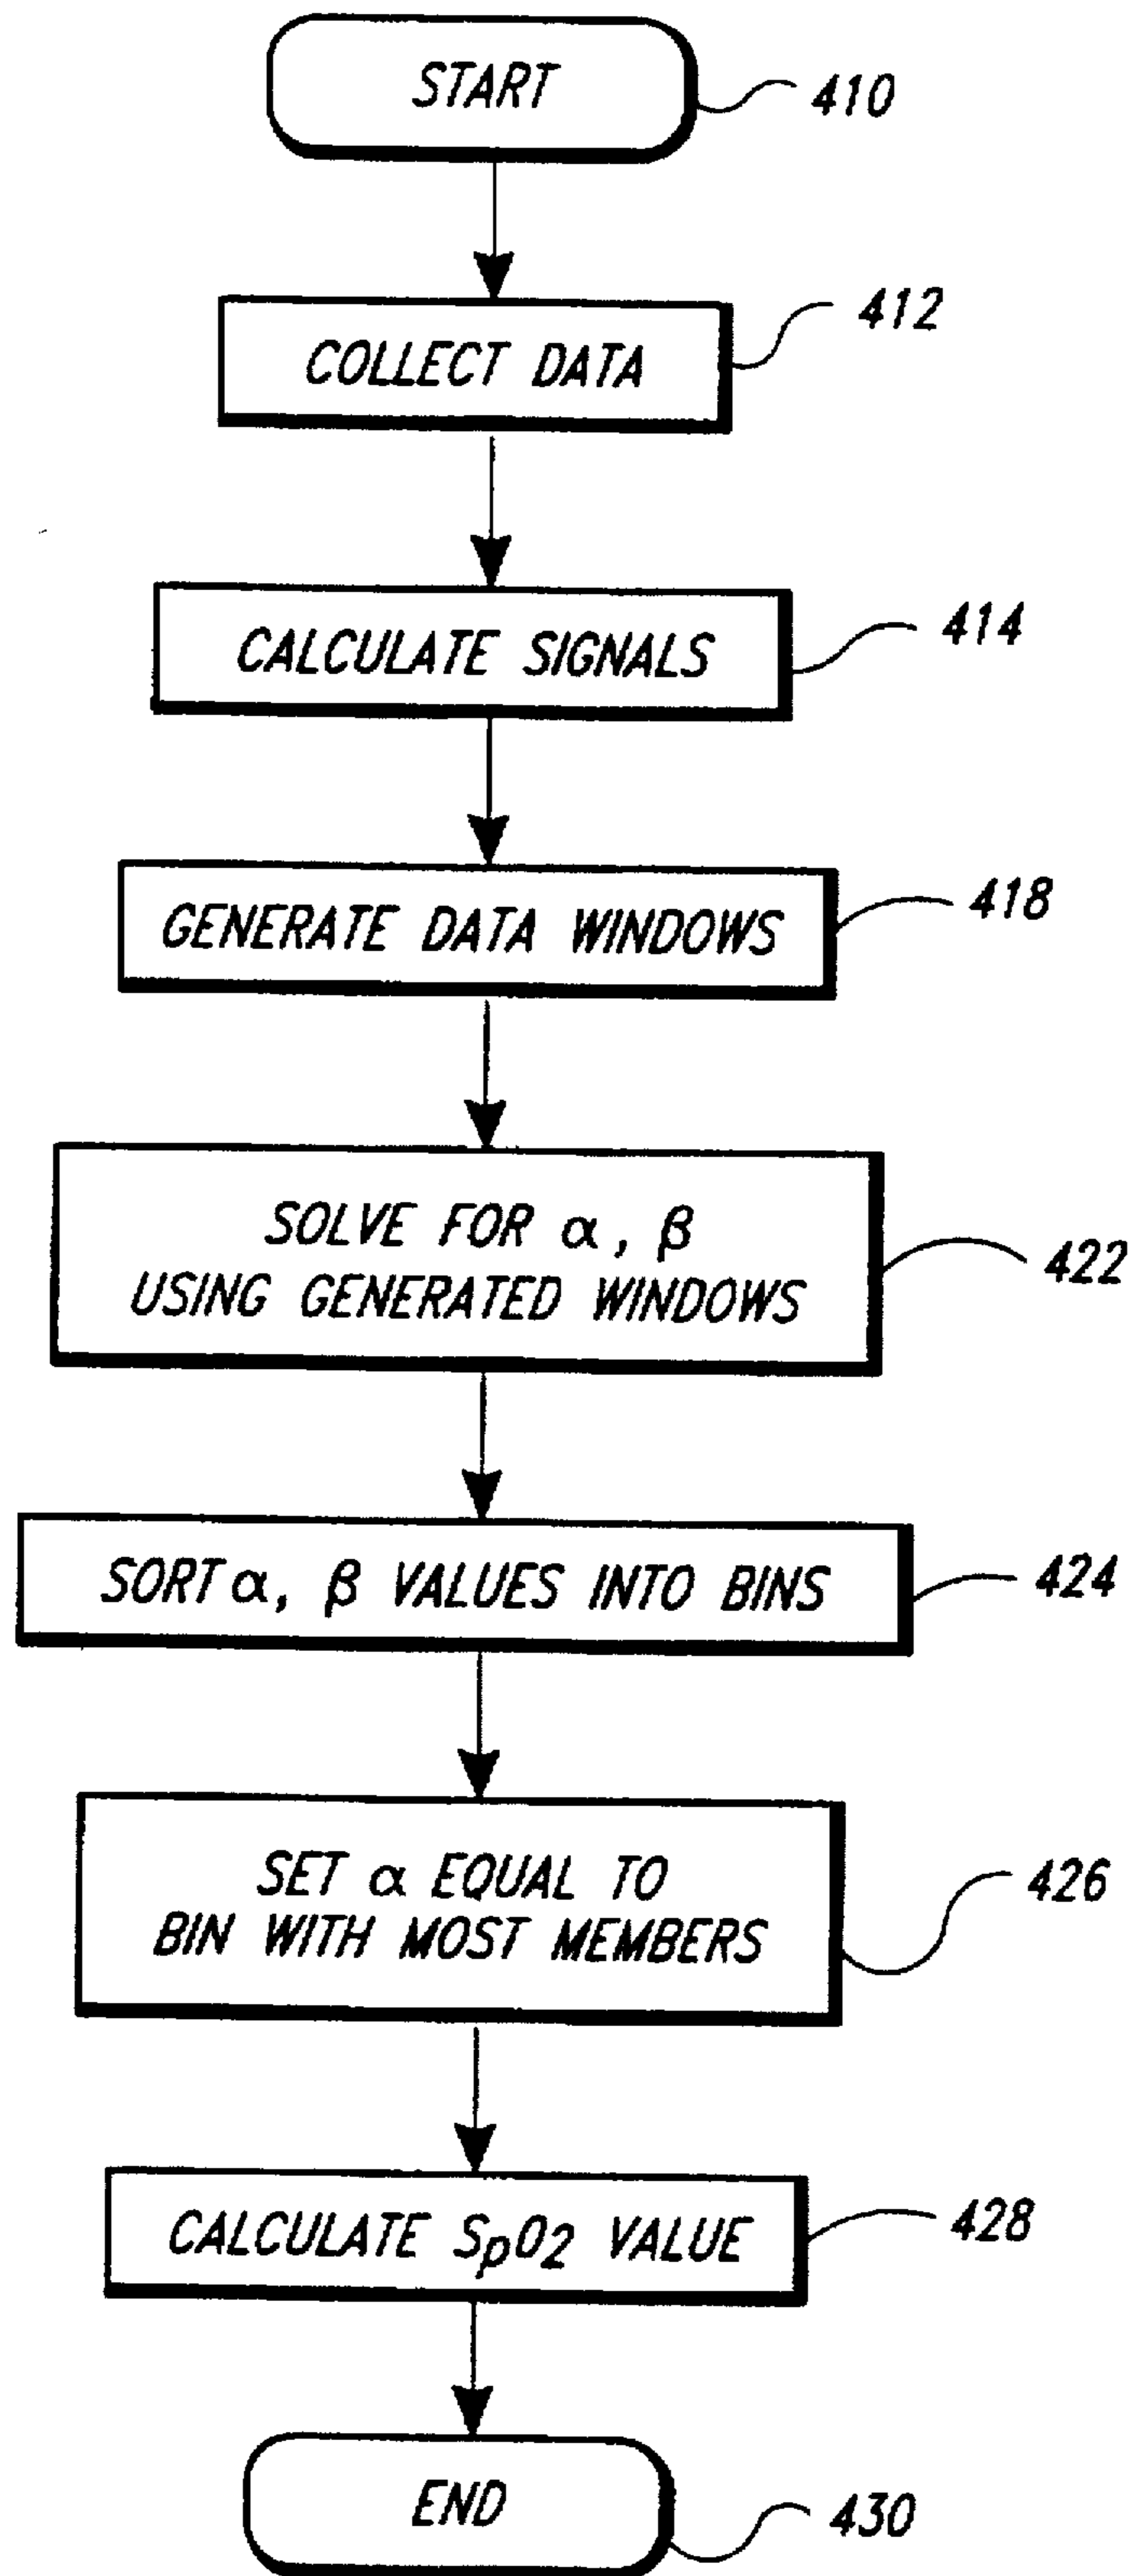 START
410
COLLECT DATA
412
CALCULATE SIGNALS
414
GENERATE DATA WINDOWS
418
SOLVE FOR α, β
USING GENERATED WINDOWS
422
SORT α, β VALUES INTO BINS
424
SET α EQUAL TO
BIN WITH MOST MEMBERS
426
CALCULATE SpO2 VALUE
428
END
430